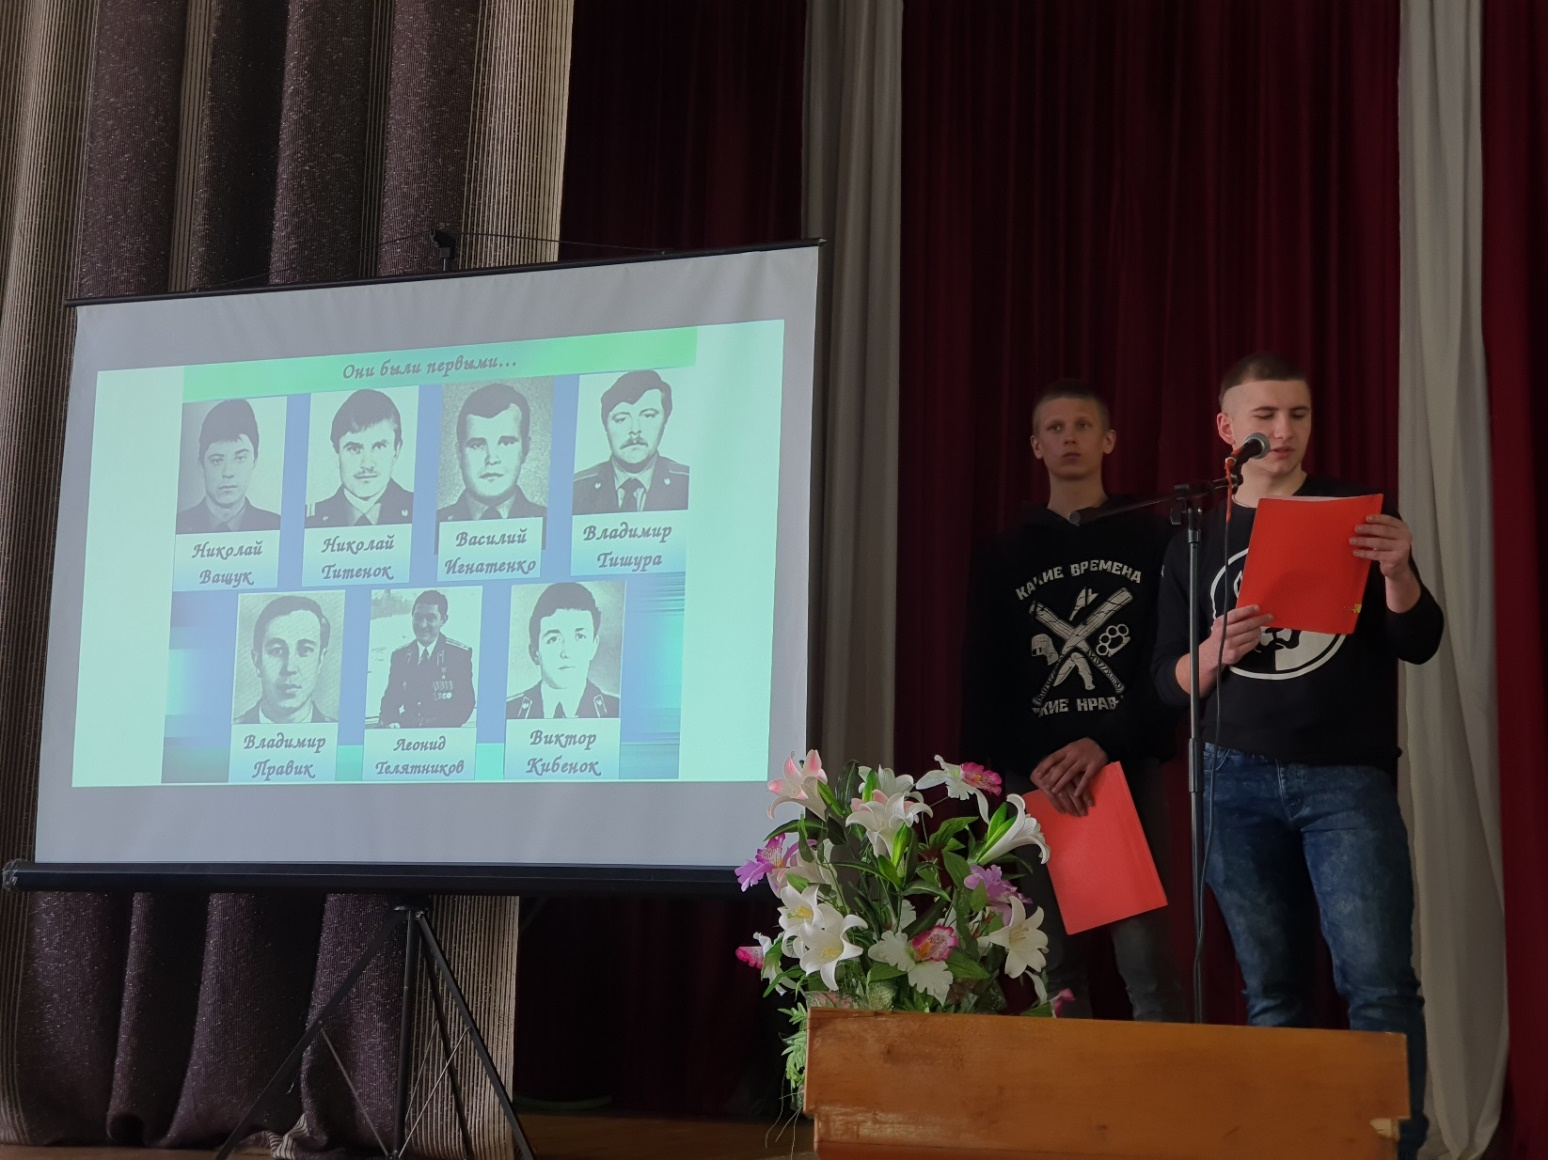 Они были первыми...
Николай
Ващук
Николай
Титенок
Василий
Игнатенко
Владимир
Тишура
Владимир
Правик
Леонид
Телятников
Виктор
Кибенок
КАКИЕ ВРЕМЕНА